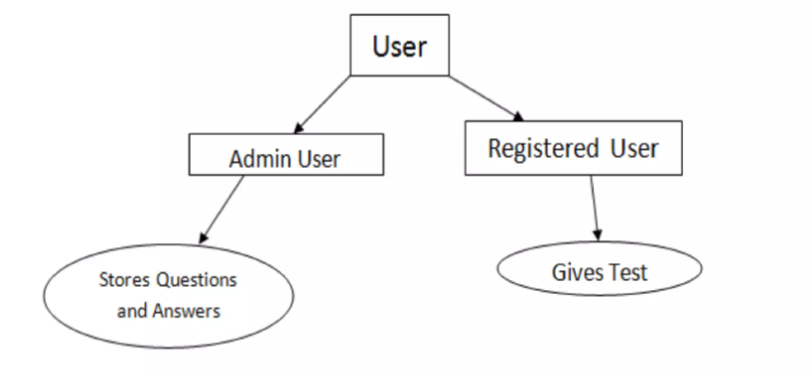 User
Admin User
Registered User
Stores Questions
and Answers
Gives Test